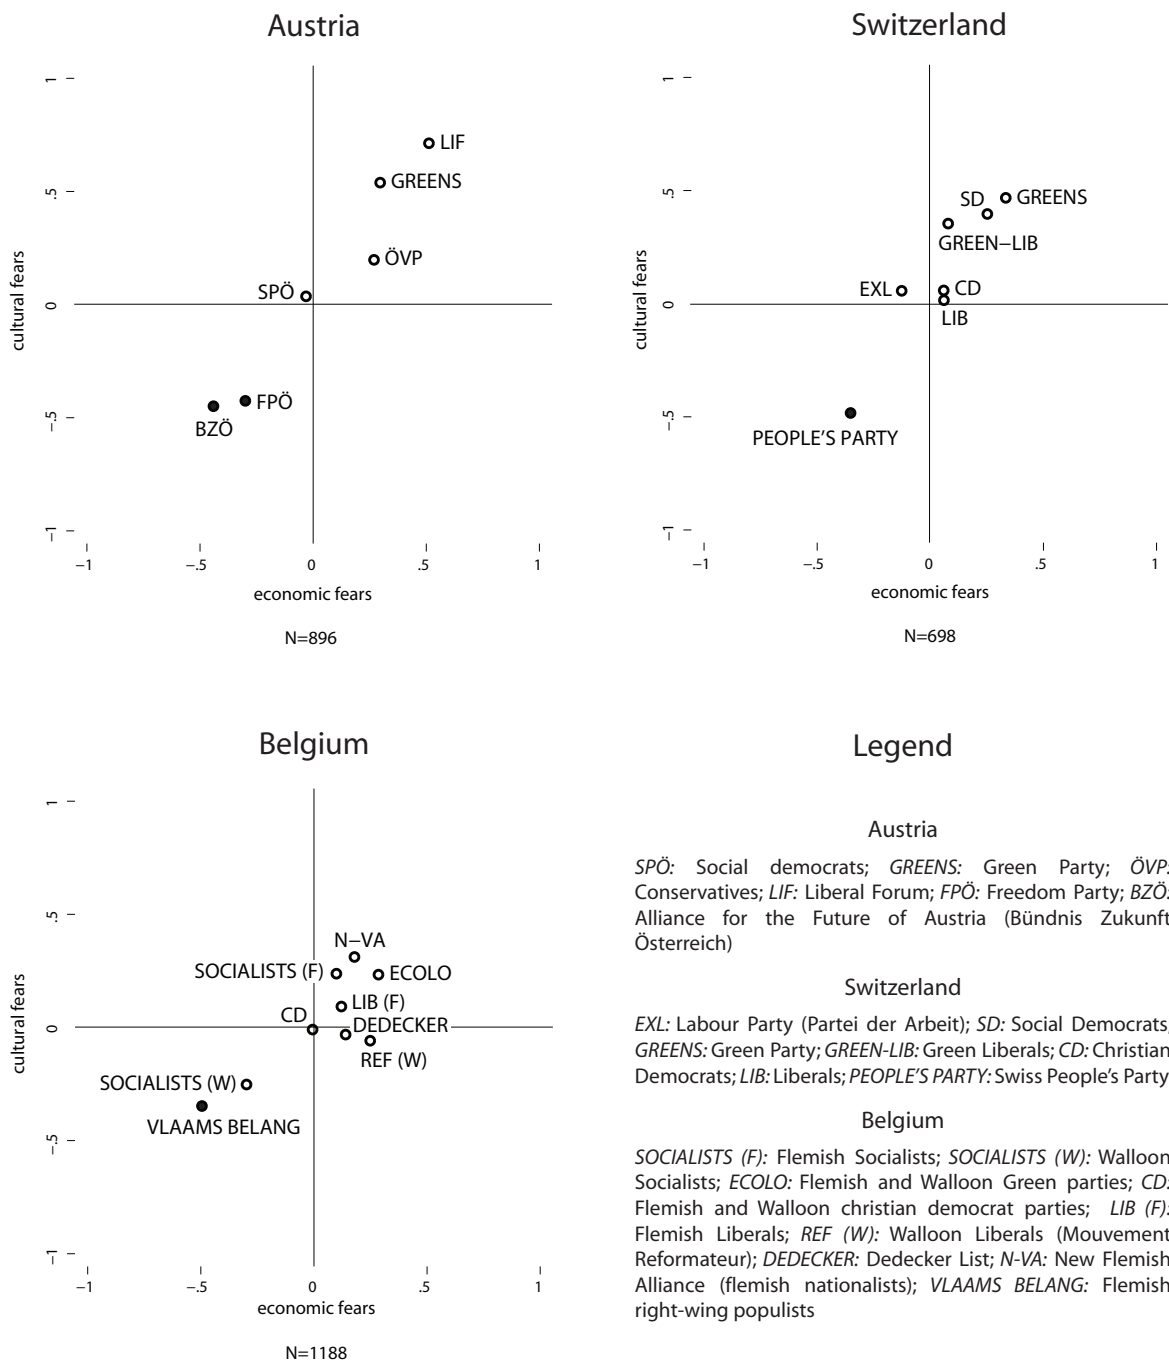 Austria
1
.5
0
-.5
-1
cultural fears
LIF
GREENS
ÖVP
SPÖ
FPÖ
BZÖ
-1
-.5
0
.5
1
economic fears
N=896
Switzerland
1
.5
0
-.5
-1
cultural fears
SD
GREENS
GREEN-LIB
EXL
CD
LIB
PEOPLE'S PARTY
-1
-.5
0
.5
1
economic fears
N=698
Belgium
1
.5
0
-.5
-1
cultural fears
N-VA
SOCIALISTS (F)
ECOLO
LIB (F)
CD
DEDECKER
REF (W)
SOCIALISTS (W)
VLAAMS BELANG
-1
-.5
0
.5
1
economic fears
N=1188
Legend
Austria
SPÖ: Social democrats; GREENS: Green Party; ÖVP:
Conservatives; LIF: Liberal Forum; FPÖ: Freedom Party; BZÖ:
Alliance for the Future of Austria (Bündnis Zukunft
Österreich)
Switzerland
EXL: Labour Party (Partei der Arbeit); SD: Social Democrats;
GREENS: Green Party; GREEN-LIB: Green Liberals; CD: Christian
Democrats; LIB: Liberals; PEOPLE'S PARTY: Swiss People's Party
Belgium
SOCIALISTS (F): Flemish Socialists; SOCIALISTS (W): Walloon
Socialists; ECOLO: Flemish and Walloon Green parties; CD:
Flemish and Walloon christian democrat parties; LIB (F):
Flemish Liberals; REF (W): Walloon Liberals (Mouvement
Reformateur); DEDECKER: Dedecker List; N-VA: New Flemish
Alliance (flemish nationalists); VLAAMS BELANG: Flemish
right-wing populists